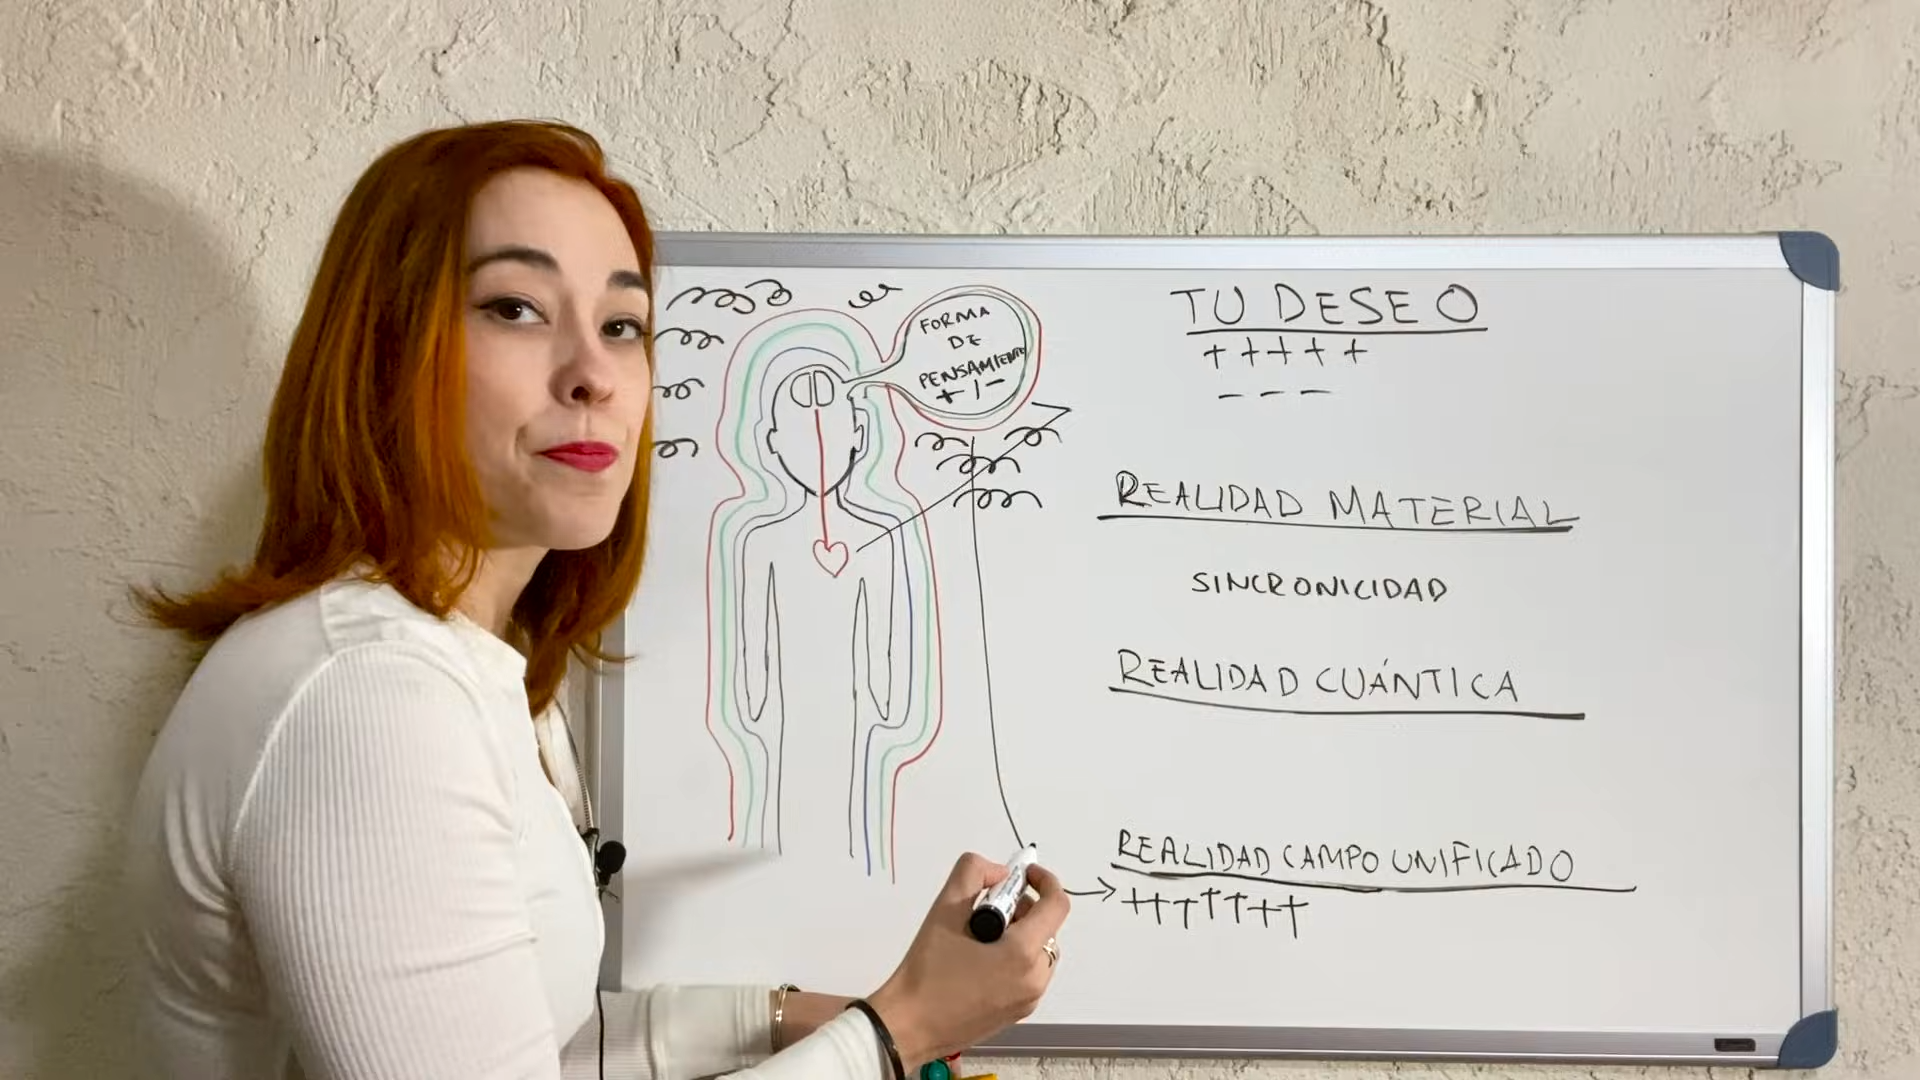 FORMA
DE
PENSAMIENTO
+ / -
TU DESEO
+ + + + +
- - -
REALIDAD MATERIAL
SINCRONICIDAD
REALIDAD CUÁNTICA
REALIDAD CAMPO UNIFICADO
+++++++